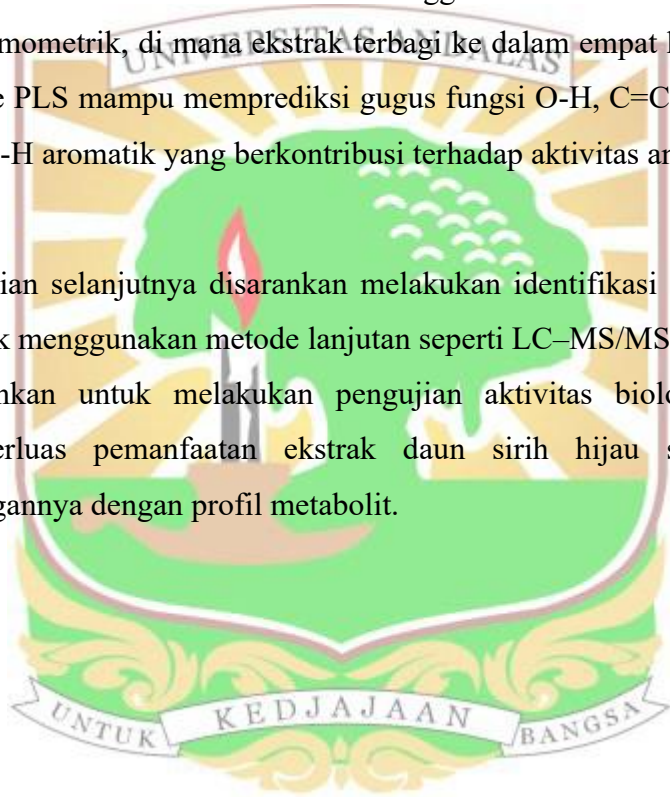 UNIVERSITAS ANDALAS
mometrik, di mana ekstrak terbagi ke dalam empat
PLS mampu memprediksi gugus fungsi O-H, C=C
-H aromatik yang berkontribusi terhadap aktivitas
ian selanjutnya disarankan melakukan identifikasi
k menggunakan metode lanjutan seperti LC–MS/MS
nkan untuk melakukan pengujian aktivitas biolo
erluas pemanfaatan ekstrak daun sirih hijau s
gannya dengan profil metabolit.
UNTUK KEDJAJAAN BANGSA